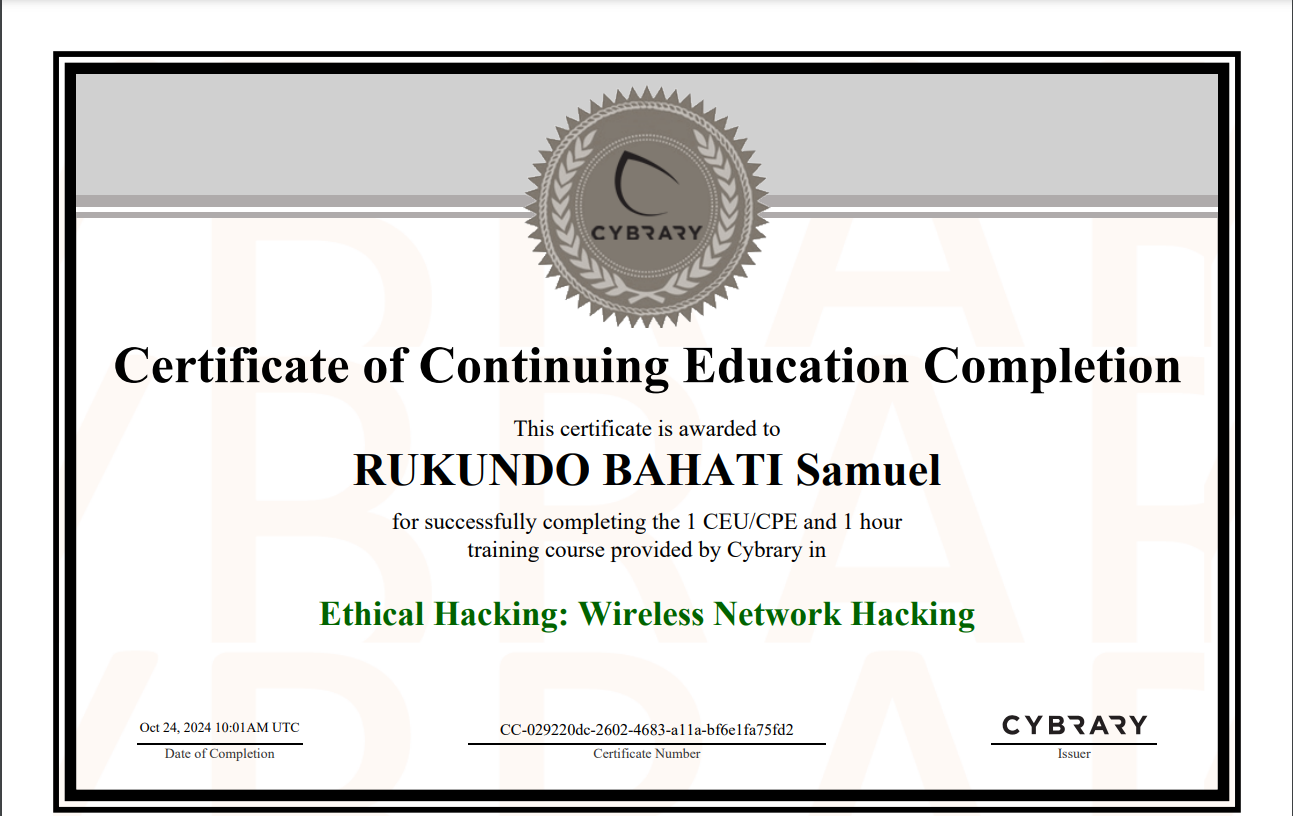 CYBRARY
Certificate of Continuing Education Completion
This certificate is awarded to
RUKUNDO BAHATI Samuel
for successfully completing the 1 CEU/CPE and 1 hour
training course provided by Cybrary in
Ethical Hacking: Wireless Network Hacking
Oct 24, 2024 10:01AM UTC
Date of Completion
CC-029220dc-2602-4683-a11a-bf6e1fa75fd2
Certificate Number
CYBRARY
Issuer